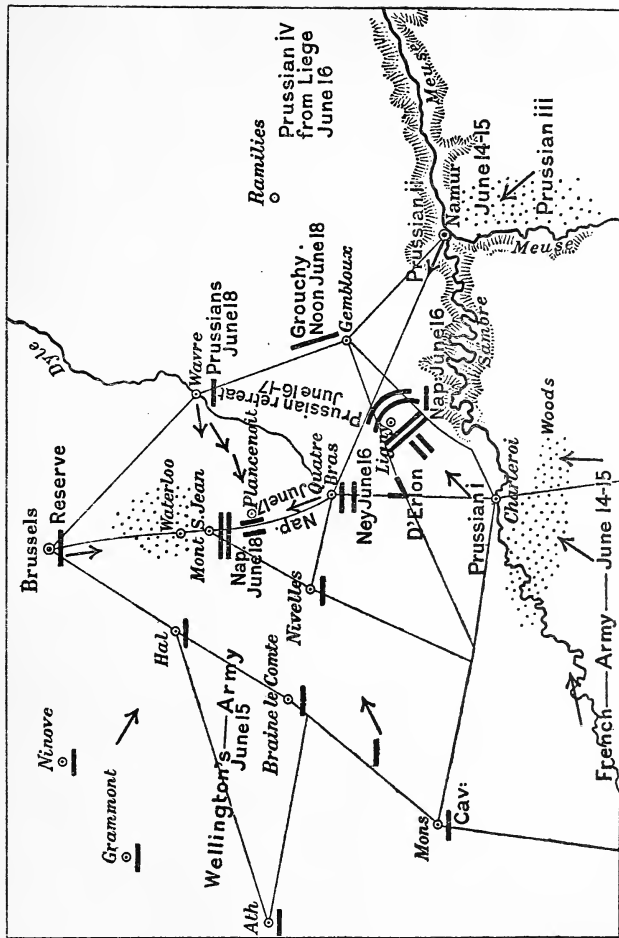 Ninove
Grammont
Ath
Brussels
Reserve
Hal
Wellington's—Army
June 15
Braine le Comte
Mons
Cav:
Dyle
Waterloo
Mont S. Jean
Nap.
June 18
Plancenoit
Nap.
June 17
Nivelles
Quatre
Bras
Ney June 16
D'Erlon
Prussian i
Charleroi
Wavre
Prussians
June 18
Prussian retreat
June 16-17
Grouchy.
Noon June 18
Gembloux
Ligny
Nap. June 16
Sambre
Woods
French—Army—June 14-15
Ramilies
Prussian iv
from Liege
June 16
Meuse
Prussian ii
Namur
June 14-15
Prussian iii
Meuse